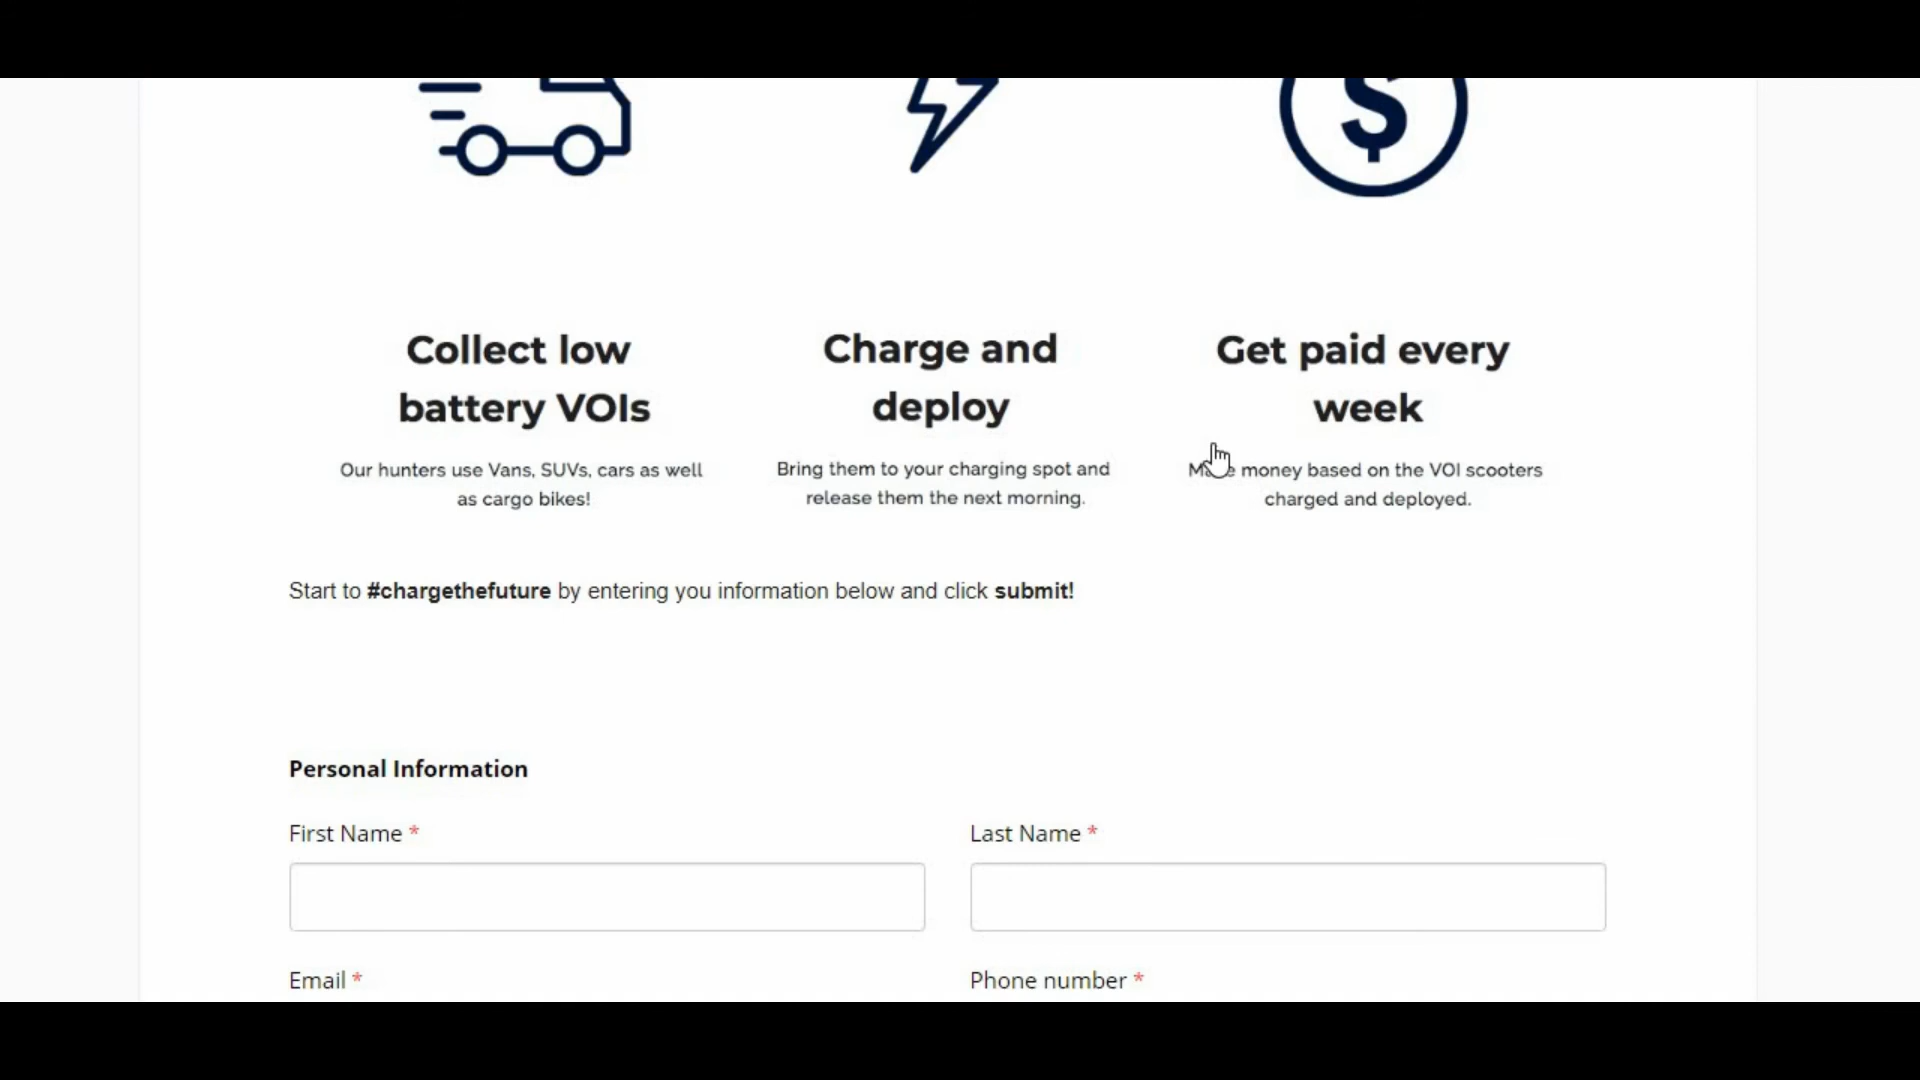 Collect low
battery VOIs
Our hunters use Vans, SUVs, cars as well
as cargo bikes!
Charge and
deploy
Bring them to your charging spot and
release them the next morning.
Get paid every
week
money based on the VOI scooters
charged and deployed.
Start to #chargethefuture by entering you information below and click submit!
Personal Information
First Name *
Last Name *
Email *
Phone number *